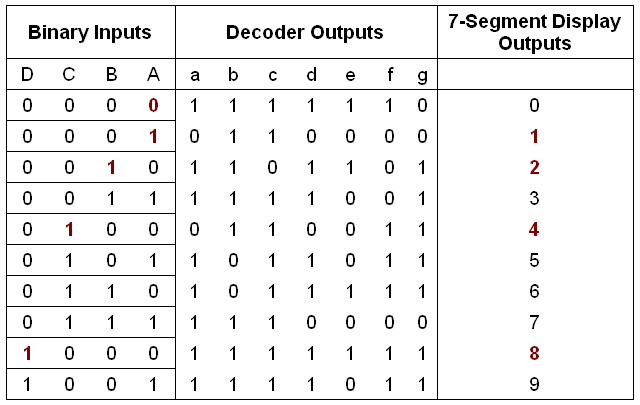 Binary Inputs Decoder Outputs 7-Segment Display Outputs
D C B A a b c d e f g
0 0 0 0 1 1 1 1 1 1 0 0
0 0 0 1 0 1 1 0 0 0 0 1
0 0 1 0 1 1 0 1 1 0 1 2
0 0 1 1 1 1 1 1 0 0 1 3
0 1 0 0 0 1 1 0 0 1 1 4
0 1 0 1 1 0 1 1 0 1 1 5
0 1 1 0 1 0 1 1 1 1 1 6
0 1 1 1 1 1 1 0 0 0 0 7
1 0 0 0 1 1 1 1 1 1 1 8
1 0 0 1 1 1 1 1 0 1 1 9